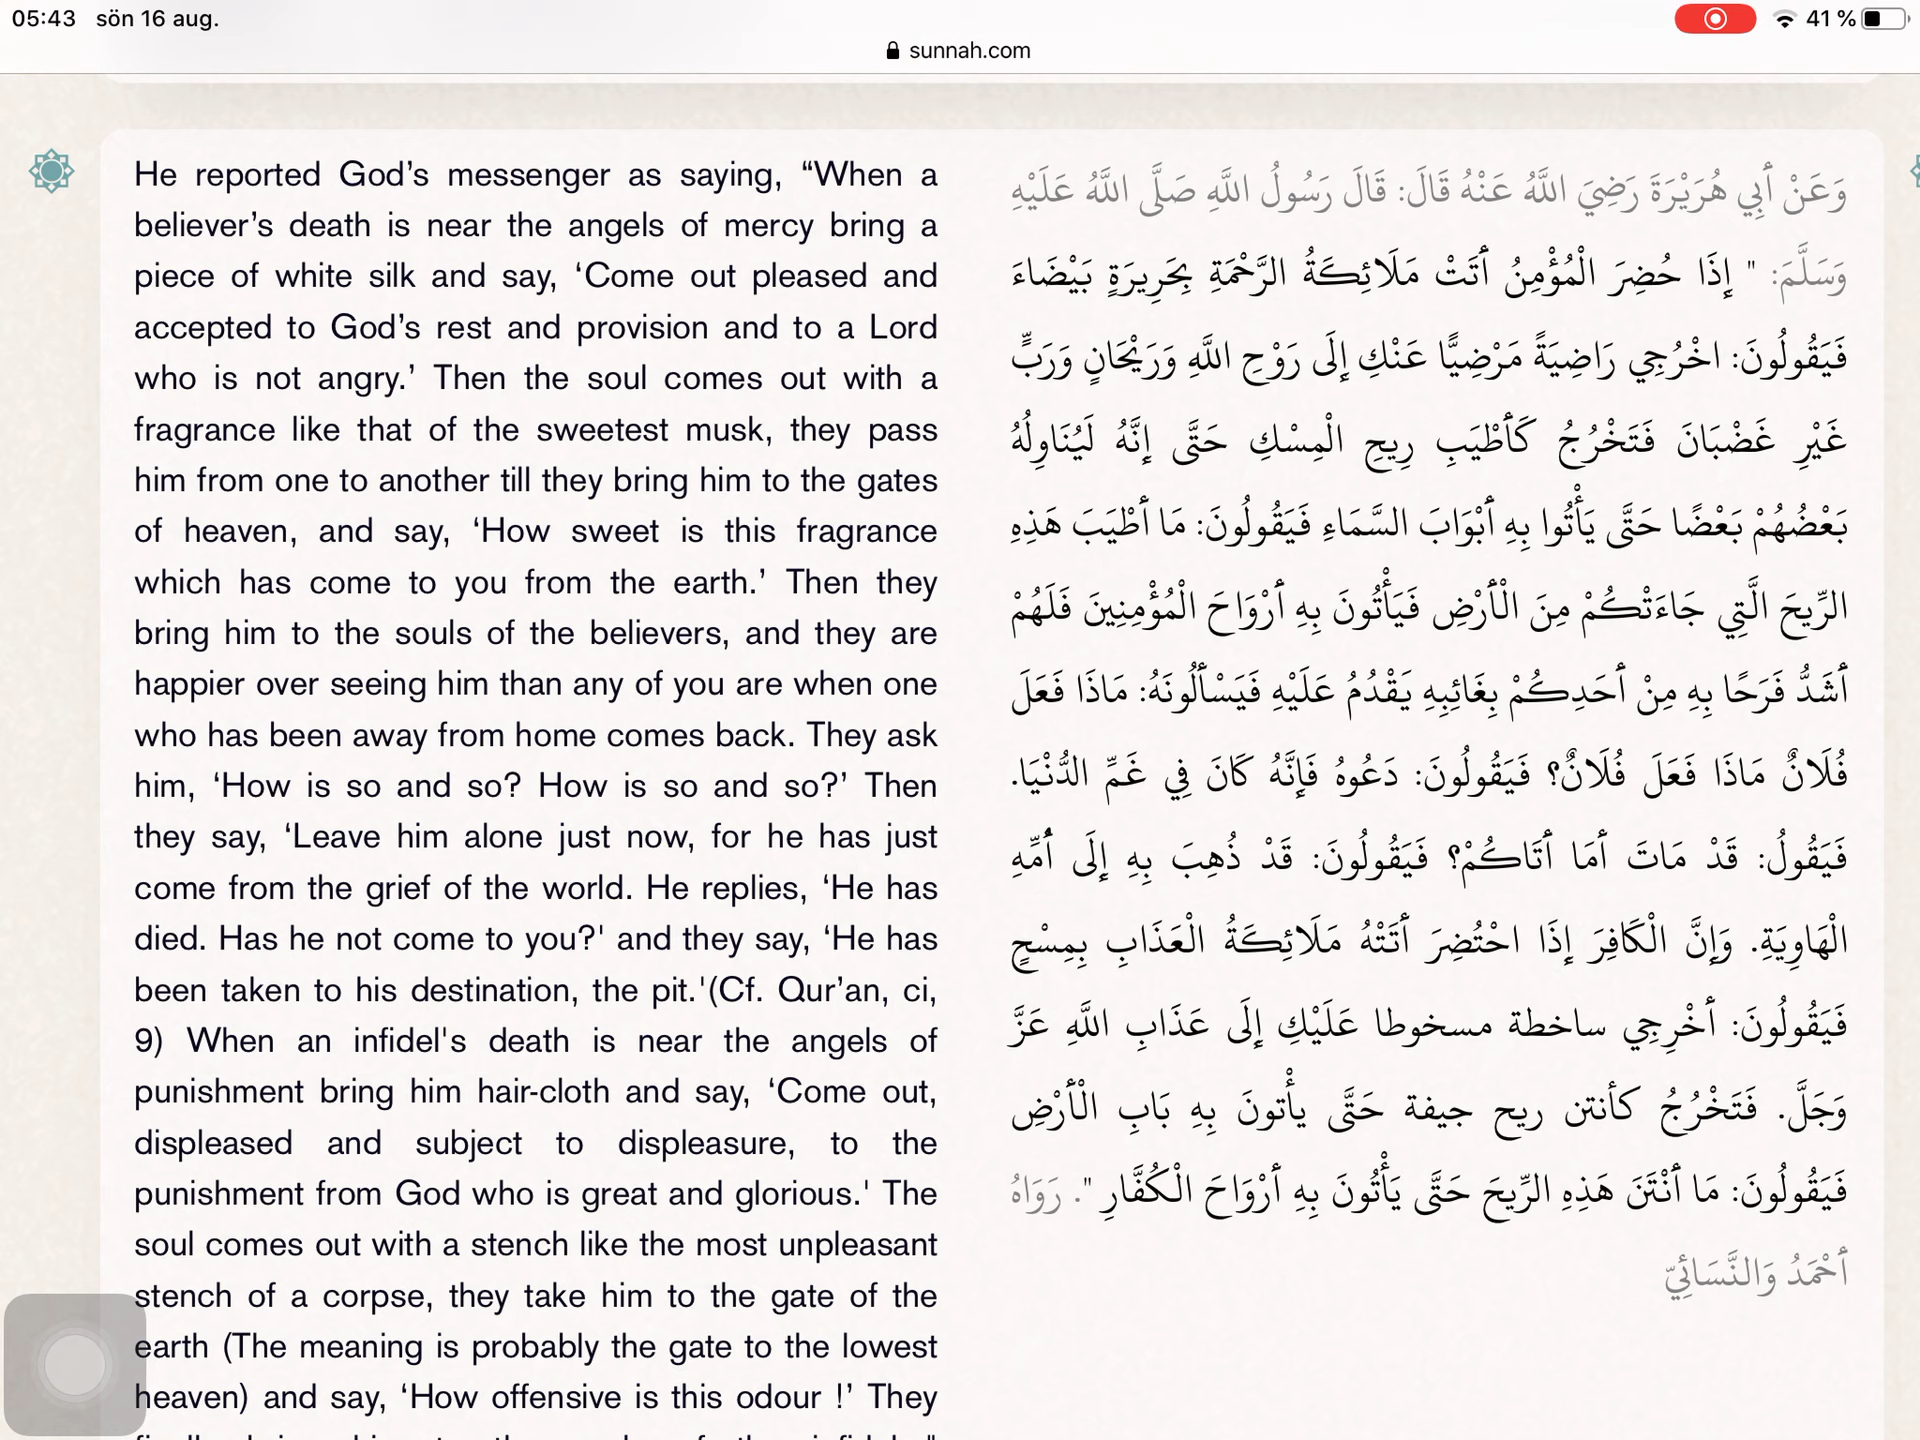 05:43 sön 16 aug.
41 %
sunnah.com
He reported God’s messenger as saying, “When a
believer’s death is near the angels of mercy bring a
piece of white silk and say, ‘Come out pleased and
accepted to God’s rest and provision and to a Lord
who is not angry.’ Then the soul comes out with a
fragrance like that of the sweetest musk, they pass
him from one to another till they bring him to the gates
of heaven, and say, ‘How sweet is this fragrance
which has come to you from the earth.’ Then they
bring him to the souls of the believers, and they are
happier over seeing him than any of you are when one
who has been away from home comes back. They ask
him, ‘How is so and so? How is so and so?’ Then
they say, ‘Leave him alone just now, for he has just
come from the grief of the world. He replies, ‘He has
died. Has he not come to you?' and they say, ‘He has
been taken to his destination, the pit.'(Cf. Qur’an, ci,
9) When an infidel's death is near the angels of
punishment bring him hair-cloth and say, ‘Come out,
displeased and subject to displeasure, to the
punishment from God who is great and glorious.' The
soul comes out with a stench like the most unpleasant
stench of a corpse, they take him to the gate of the
earth (The meaning is probably the gate to the lowest
heaven) and say, ‘How offensive is this odour !’ They
وَعَنْ أَبِي هُرَيْرَةَ رَضِيَ اللَّهُ عَنْهُ قَالَ: قَالَ رَسُولُ اللَّهِ صَلَّى اللَّهُ عَلَيْهِ
وَسَلَّمَ: " إِذَا حُضِرَ الْمُؤْمِنُ أَتَتْ مَلَائِكَةُ الرَّحْمَةِ بِحَرِيرَةٍ بَيْضَاءَ
فَيَقُولُونَ: اخْرُجِي رَاضِيَةً مَرْضِيًّا عَنْكِ إِلَى رَوْحِ اللَّهِ وَرَيْحَانٍ وَرَبٍّ
غَيْرِ غَضْبَانَ فَتَخْرُجُ كَأَطْيَبِ رِيحِ الْمِسْكِ حَتَّى إِنَّهُ لَيُنَاوِلُهُ
بَعْضُهُمْ بَعْضًا حَتَّى يَأْتُوا بِهِ أَبْوَابَ السَّمَاءِ فَيَقُولُونَ: مَا أَطْيَبَ هَذِهِ
الرِّيحَ الَّتِي جَاءَتْكُمْ مِنَ الْأَرْضِ فَيَأْتُونَ بِهِ أَرْوَاحَ الْمُؤْمِنِينَ فَلَهُمْ
أَشَدُّ فَرَحًا بِهِ مِنْ أَحَدِكُمْ بِغَائِبِهِ يَقْدُمُ عَلَيْهِ فَيَسْأَلُونَهُ: مَاذَا فَعَلَ
فُلَانٌ مَاذَا فَعَلَ فُلَانٌ؟ فَيَقُولُونَ: دَعُوهُ فَإِنَّهُ كَانَ فِي غَمِّ الدُّنْيَا.
فَيَقُولُ: قَدْ مَاتَ أَمَا أَتَاكُمْ؟ فَيَقُولُونَ: قَدْ ذُهِبَ بِهِ إِلَى أُمِّهِ
الْهَاوِيَةِ. وَإِنَّ الْكَافِرَ إِذَا احْتُضِرَ أَتَتْهُ مَلَائِكَةُ الْعَذَابِ بِمِسْحٍ
فَيَقُولُونَ: أَخْرِجِي ساخطة مسخوطا عَلَيْكِ إِلَى عَذَابِ اللَّهِ عَزَّ
وَجَلَّ. فَتَخْرُجُ كأنتن ريح جيفة حَتَّى يأْتونَ بِهِ بَابِ الْأَرْضِ
فَيَقُولُونَ: مَا أَنْتَنَ هَذِهِ الرِّيحَ حَتَّى يَأْتُونَ بِهِ أَرْوَاحَ الْكُفَّارِ ". رَوَاهُ
أَحْمَدُ وَالنَّسَائِيّ